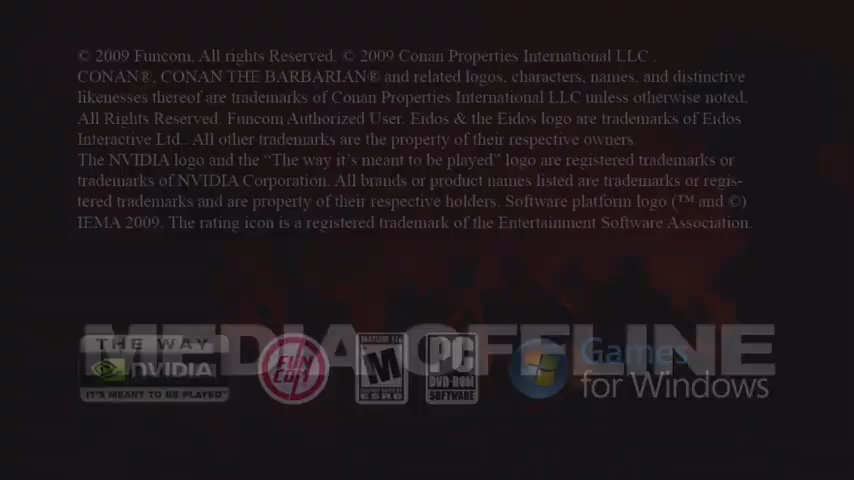 © 2009 Funcom, All rights Reserved. © 2009 Conan Properties International LLC .
CONAN®, CONAN THE BARBARIAN® and related logos, characters, names, and distinctive
likenesses thereof are trademarks of Conan Properties International LLC unless otherwise noted.
All Rights Reserved. Funcom Authorized User. Eidos & the Eidos logo are trademarks of Eidos
Interactive Ltd.. All other trademarks are the property of their respective owners
The NVIDIA logo and the “The way it’s meant to be played” logo are registered trademarks or
trademarks of NVIDIA Corporation. All brands or product names listed are trademarks or regis-
tered trademarks and are property of their respective holders. Software platform logo (™ and ©)
IEMA 2009. The rating icon is a registered trademark of the Entertainment Software Association.
MEDIA OFFLINE
THE WAY
NVIDIA
IT'S MEANT TO BE PLAYED™
FUN
COM
MATURE 17+
M
ESRB
PC
DVD-ROM
SOFTWARE
Games
for Windows